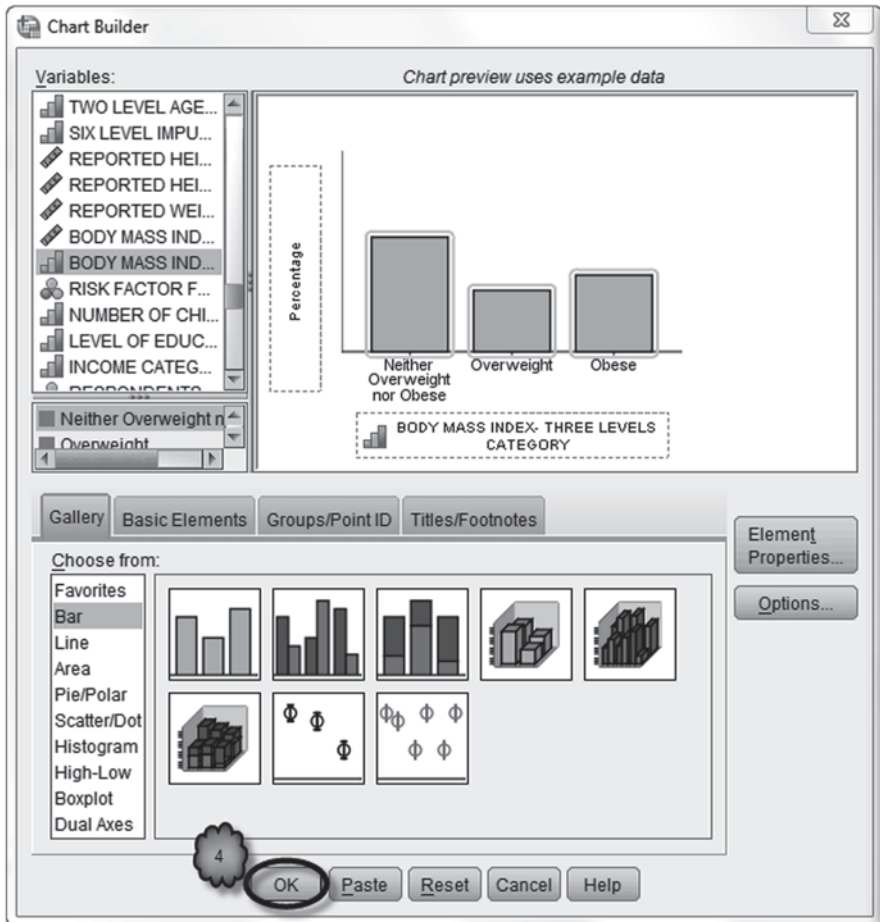 Chart Builder
Variables:
TWO LEVEL AGE...
SIX LEVEL IMPU...
REPORTED HEI...
REPORTED HEI...
REPORTED WEI...
BODY MASS IND...
BODY MASS IND...
RISK FACTOR F...
NUMBER OF CHI...
LEVEL OF EDUC...
INCOME CATEG...
RESPONDENTS
Neither Overweight n
Overweight
Chart preview uses example data
Percentage
Neither
Overweight
nor Obese
Overweight
Obese
BODY MASS INDEX- THREE LEVELS
CATEGORY
Gallery
Basic Elements
Groups/Point ID
Titles/Footnotes
Choose from:
Favorites
Bar
Line
Area
Pie/Polar
Scatter/Dot
Histogram
High-Low
Boxplot
Dual Axes
Element
Properties...
Options...
4
OK
Paste
Reset
Cancel
Help